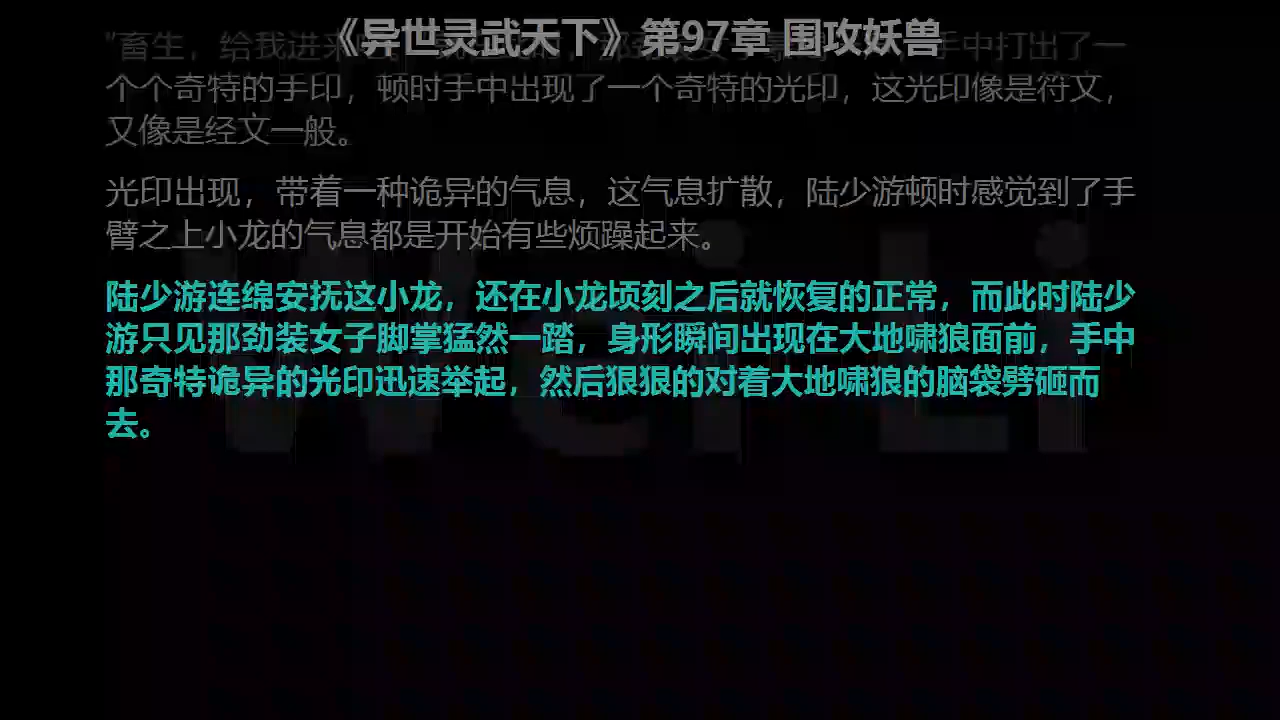 《异世灵武天下》第97章 围攻妖兽
"畜生，给我进来 手中打出了一
个个奇特的手印，顿时手中出现了一个奇特的光印，这光印像是符文，
又像是经文一般。
光印出现，带着一种诡异的气息，这气息扩散，陆少游顿时感觉到了手
臂之上小龙的气息都是开始有些烦躁起来。
陆少游连绵安抚这小龙，还在小龙顷刻之后就恢复的正常，而此时陆少
游只见那劲装女子脚掌猛然一踏，身形瞬间出现在大地啸狼面前，手中
那奇特诡异的光印迅速举起，然后狠狠的对着大地啸狼的脑袋劈砸而
去。
Wei Li